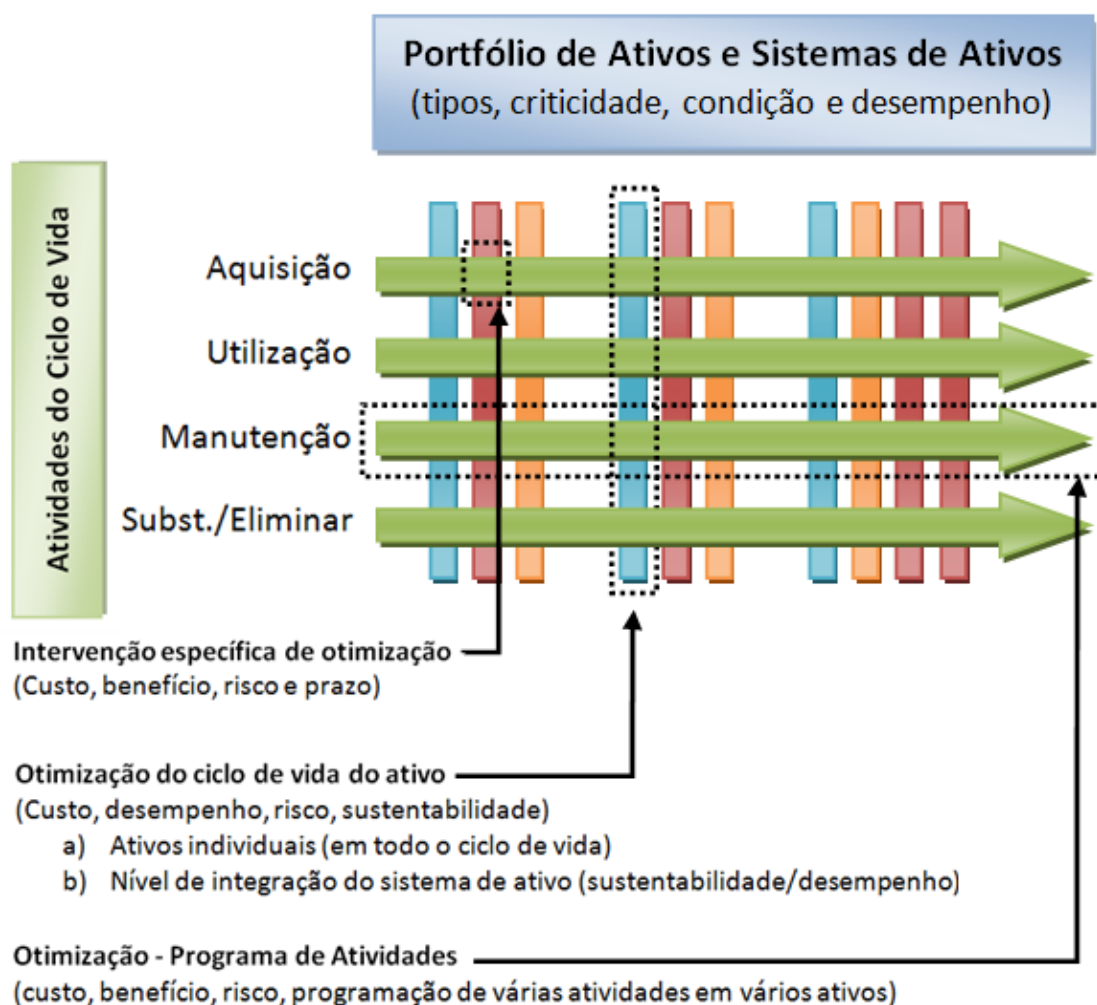 Portfólio de Ativos e Sistemas de Ativos
(tipos, criticidade, condição e desempenho)
Atividades do Ciclo de Vida
Aquisição
Utilização
Manutenção
Subst./Eliminar
Intervenção específica de otimização
(Custo, benefício, risco e prazo)
Otimização do ciclo de vida do ativo
(Custo, desempenho, risco, sustentabilidade)
a) Ativos individuais (em todo o ciclo de vida)
b) Nível de integração do sistema de ativo (sustentabilidade/desempenho)
Otimização - Programa de Atividades
(custo, benefício, risco, programação de várias atividades em vários ativos)